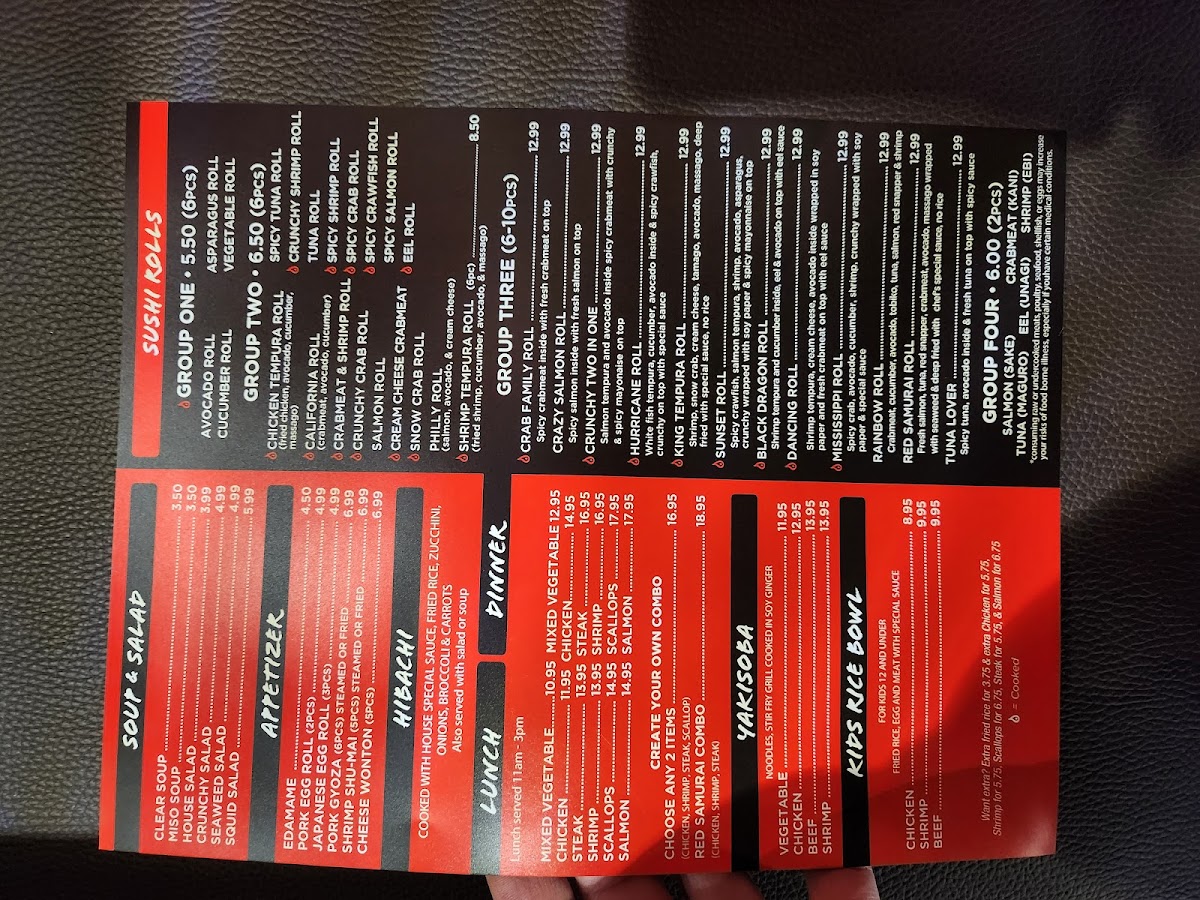 SOUP & SALAD
CLEAR SOUP 3.50
MISO SOUP 3.50
HOUSE SALAD 3.99
CRUNCHY SALAD 4.99
SEAWEED SALAD 4.99
SQUID SALAD 5.99
APPETIZER
EDAMAME 4.50
PORK EGG ROLL (2PCS) 4.99
JAPANESE EGG ROLL (3PCS) 4.99
PORK GYOZA (6PCS) STEAMED OR FRIED 6.99
SHRIMP SHU-MAI (5PCS) STEAMED OR FRIED 6.99
CHEESE WONTON (5PCS) 6.99
HIBACHI
COOKED WITH HOUSE SPECIAL SAUCE, FRIED RICE, ZUCCHINI,
ONIONS, BROCCOLI & CARROTS
Also served with salad or soup
LUNCH
Lunch served 11am - 3pm
MIXED VEGETABLE 10.95
CHICKEN 11.95
STEAK 13.95
SHRIMP 13.95
SCALLOPS 14.95
SALMON 14.95
DINNER
MIXED VEGETABLE 12.95
CHICKEN 14.95
STEAK 16.95
SHRIMP 16.95
SCALLOPS 17.95
SALMON 17.95
CREATE YOUR OWN COMBO
CHOOSE ANY 2 ITEMS 16.95
(CHICKEN, SHRIMP, STEAK, SCALLOP)
RED SAMURAI COMBO 18.95
(CHICKEN, SHRIMP, STEAK)
YAKISOBA
NOODLES, STIR FRY GRILL COOKED IN SOY GINGER
VEGETABLE 11.95
CHICKEN 12.95
BEEF 13.95
SHRIMP 13.95
KIDS RICE BOWL
FOR KIDS 12 AND UNDER
FRIED RICE, EGG AND MEAT WITH SPECIAL SAUCE
CHICKEN 8.95
SHRIMP 9.95
BEEF 9.95
Want extra? Extra fried rice for 3.75 & extra Chicken for 5.75,
Shrimp for 5.75, Scallops for 6.75, Steak for 5.75, & Salmon for 6.75
= Cooked
SUSHI ROLLS
GROUP ONE • 5.50 (6PCS)
AVOCADO ROLL
CUCUMBER ROLL
ASPARAGUS ROLL
VEGETABLE ROLL
GROUP TWO • 6.50 (6PCS)
CHICKEN TEMPURA ROLL
(fried chicken, avocado, cucumber,
massago)
CALIFORNIA ROLL
(crabmeat, avocado, cucumber)
CRABMEAT & SHRIMP ROLL
CRUNCHY CRAB ROLL
SALMON ROLL
CREAM CHEESE CRABMEAT
SNOW CRAB ROLL
PHILLY ROLL
(salmon, avocado, & cream cheese)
SPICY TUNA ROLL
CRUNCHY SHRIMP ROLL
TUNA ROLL
SPICY SHRIMP ROLL
SPICY CRAB ROLL
SPICY CRAWFISH ROLL
SPICY SALMON ROLL
EEL ROLL
SHRIMP TEMPURA ROLL (6pc) 8.50
(fried shrimp, cucumber, avocado, & massago)
GROUP THREE (6-10PCS)
CRAB FAMILY ROLL 12.99
Spicy crabmeat inside with fresh crabmeat on top
CRAZY SALMON ROLL 12.99
Spicy salmon inside with fresh salmon on top
CRUNCHY TWO IN ONE 12.99
Salmon tempura and avocado inside spicy crabmeat with crunchy
& spicy mayonaise on top
HURRICANE ROLL 12.99
White fish tempura, cucumber, avocado inside & spicy crawfish,
crunchy on top with special sauce
KING TEMPURA ROLL 12.99
Shrimp, snow crab, cream cheese, tamago, avocado, massago, deep
fried with special sauce, no rice
SUNSET ROLL 12.99
Spicy crawfish, salmon tempura, shrimp, avocado, asparagus,
crunchy wrapped with soy paper & spicy mayonnaise on top
BLACK DRAGON ROLL 12.99
Shrimp tempura and cucumber inside, eel & avocado on top with eel sauce
DANCING ROLL 12.99
Shrimp tempura, cream cheese, avocado inside wrapped in soy
paper and fresh crabmeat on top with eel sauce
MISSISSIPPI ROLL 12.99
Spicy crab, avocado, cucumber, shrimp, crunchy wrapped with soy
paper & special sauce
RAINBOW ROLL 12.99
Crabmeat, cucumber, avocado, tobiko, tuna, salmon, red snapper & shrimp
RED SAMURAI ROLL 12.99
Fresh salmon, tuna, red snapper, crabmeat, avocado, massago wrapped
with seaweed & deep fried with chef's special sauce, no rice
TUNA LOVER 12.99
Spicy tuna, avocado inside & fresh tuna on top with spicy sauce
GROUP FOUR • 6.00 (2PCS)
SALMON (SAKE) CRABMEAT (KANI)
TUNA (MAGURO) EEL (UNAGI) SHRIMP (EBI)
*consuming raw or undercooked meats, poultry, seafood, shellfish, or eggs may increase
your risks of food borne illness, especially if you have certain medical conditions.